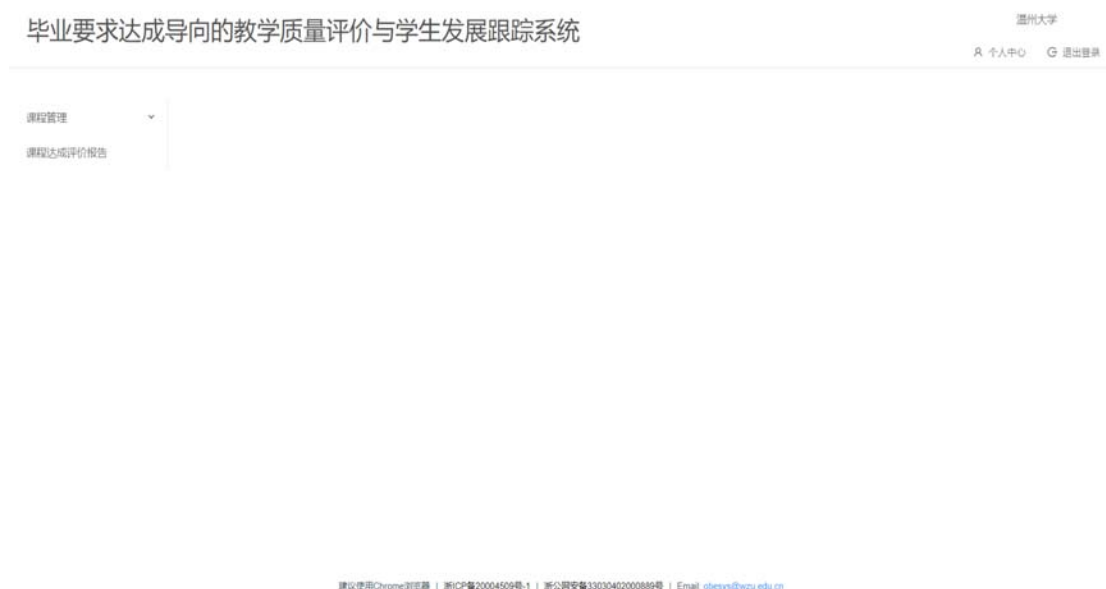 毕业要求达成导向的教学质量评价与学生发展跟踪系统
温州大学
个人中心 退出登录
课程管理
课程达成评价报告
建议使用Chrome浏览器 | 浙ICP备20004509号-1 | 浙公网安备33030402000889号 | Email: obesys@wzu.edu.cn